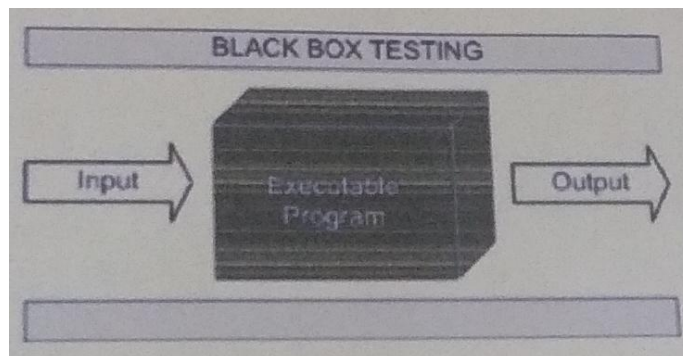 BLACK BOX TESTING
Input
Executable
Program
Output